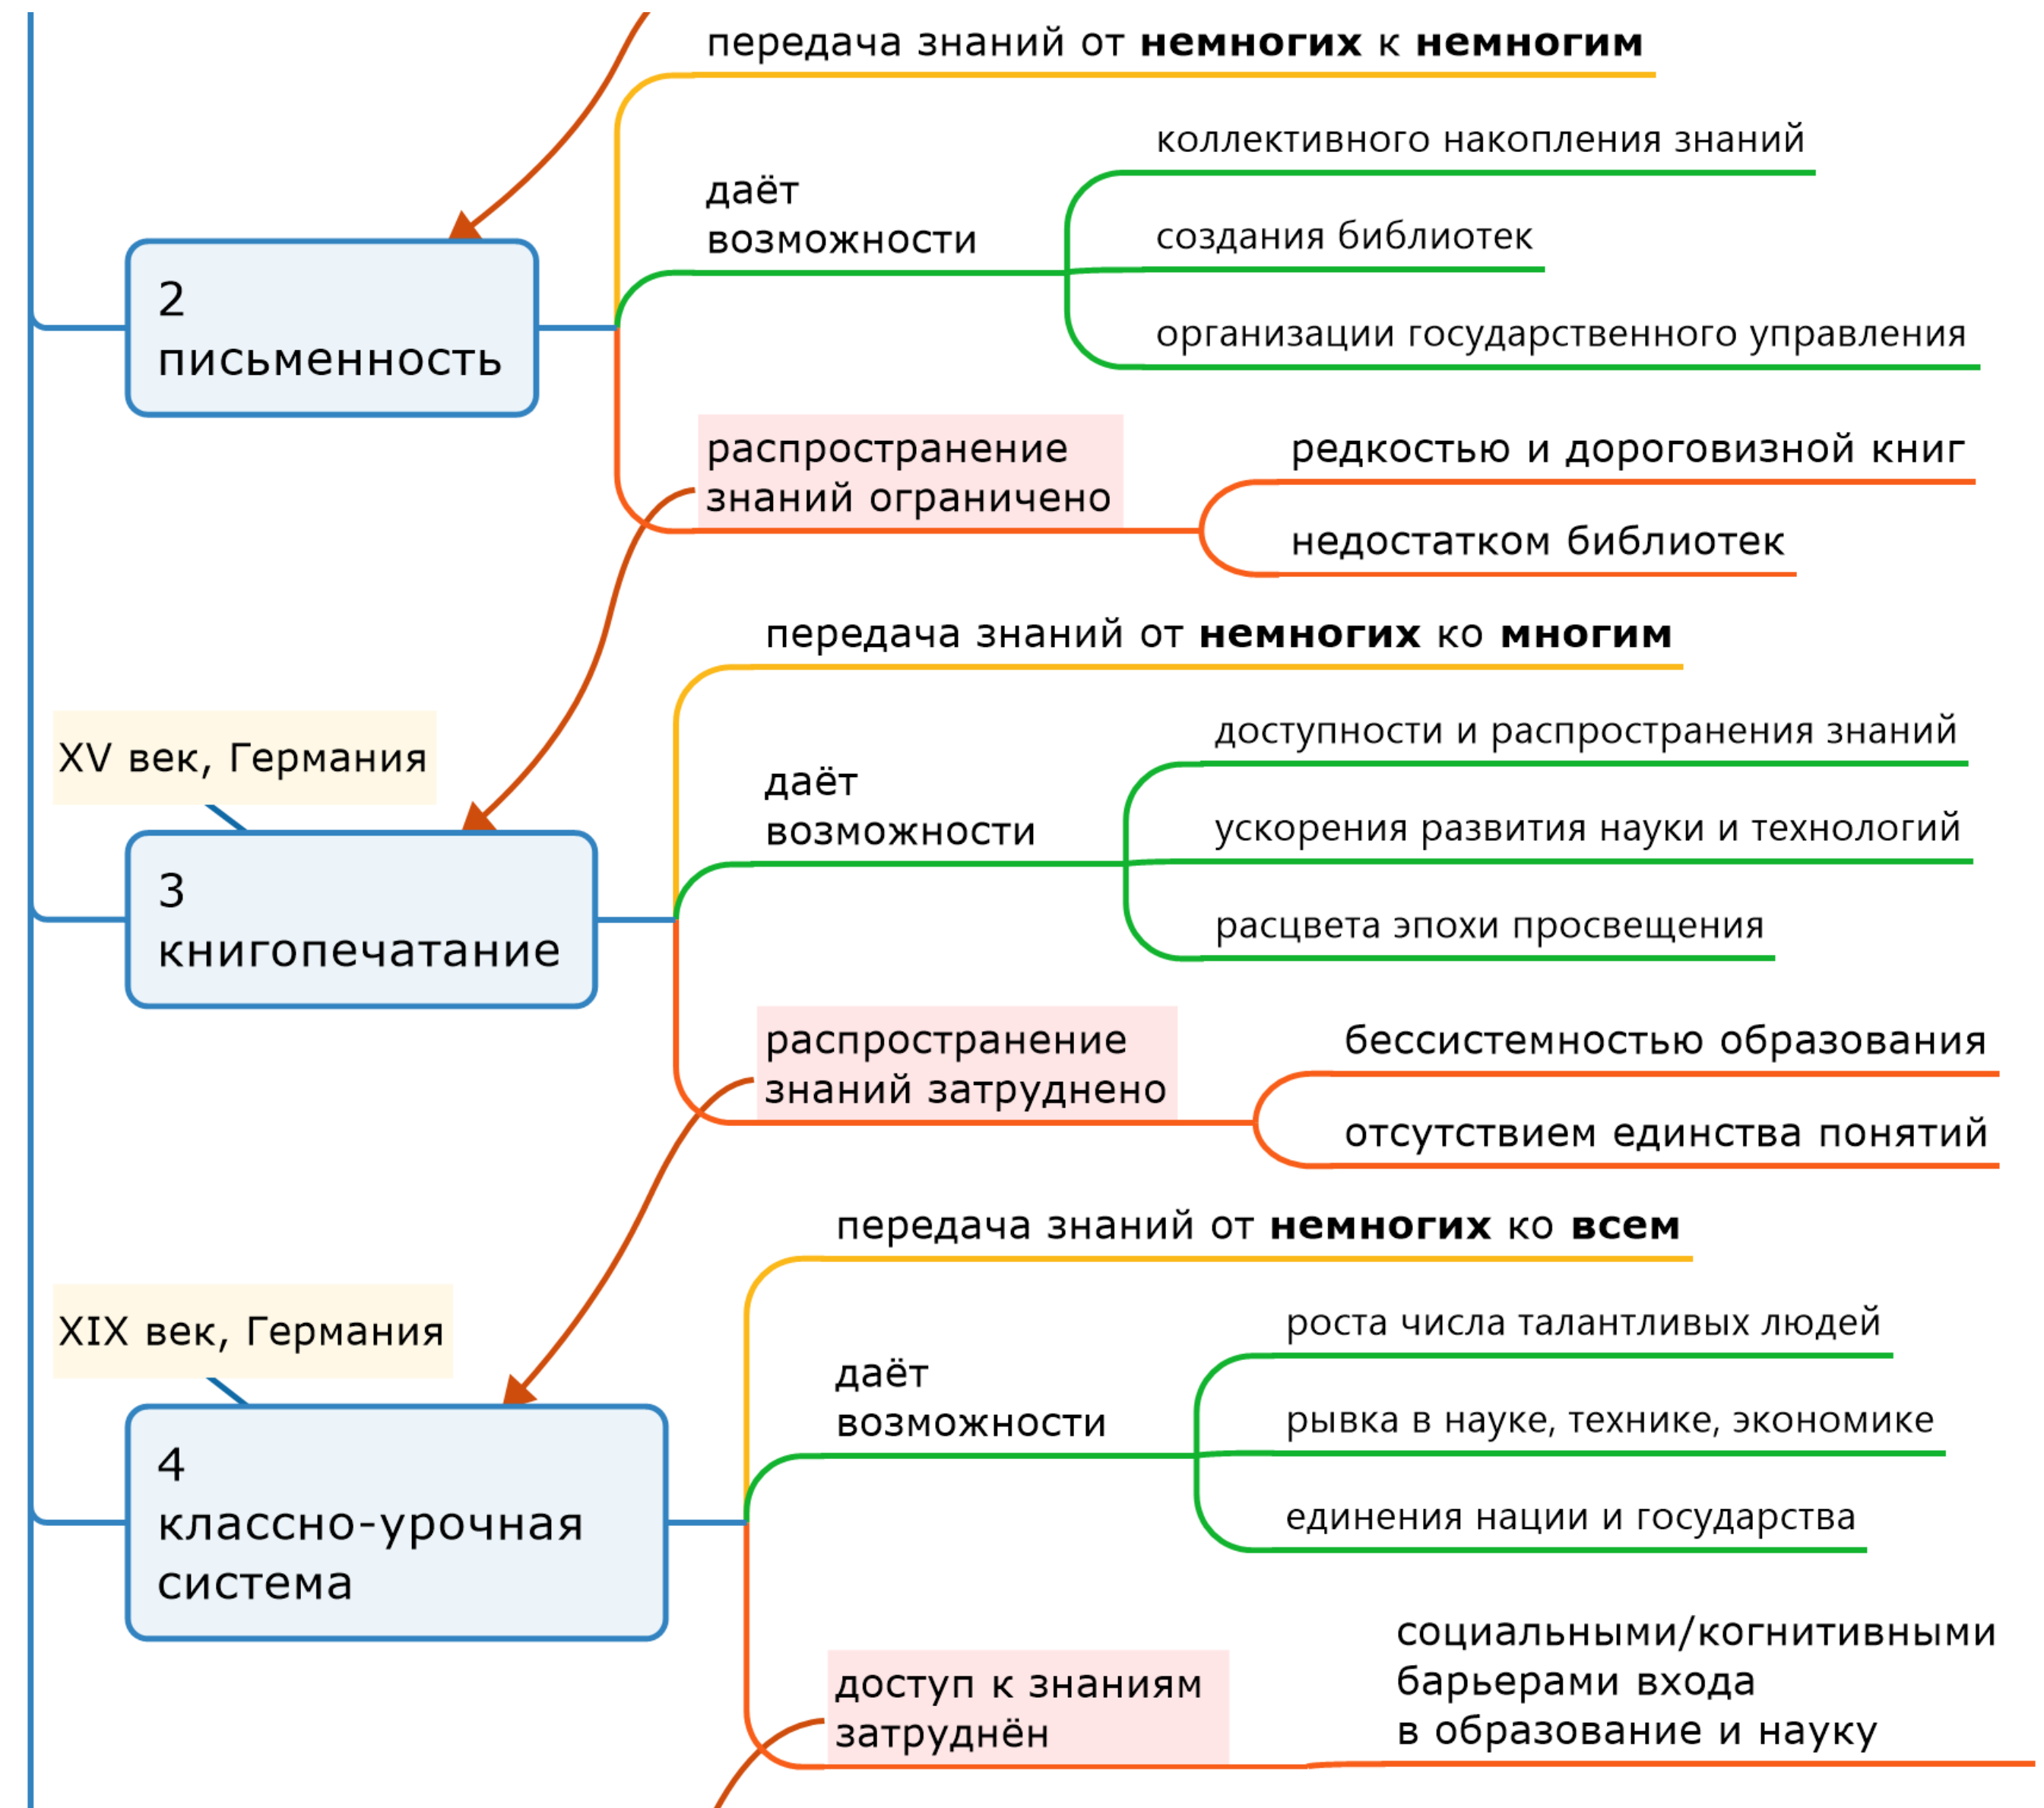 передача знаний от немногих к немногим
коллективного накопления знаний
даёт
возможности
создания библиотек
организации государственного управления
2
письменность
распространение
знаний ограничено
редкостью и дороговизной книг
недостатком библиотек
передача знаний от немногих ко многим
XV век, Германия
доступности и распространения знаний
даёт
возможности
ускорения развития науки и технологий
расцвета эпохи просвещения
3
книгопечатание
распространение
знаний затруднено
бессистемностью образования
отсутствием единства понятий
передача знаний от немногих ко всем
XIX век, Германия
роста числа талантливых людей
даёт
возможности
рывка в науке, технике, экономике
единения нации и государства
4
классно-урочная
система
доступ к знаниям
затруднён
социальными/когнитивными
барьерами входа
в образование и науку